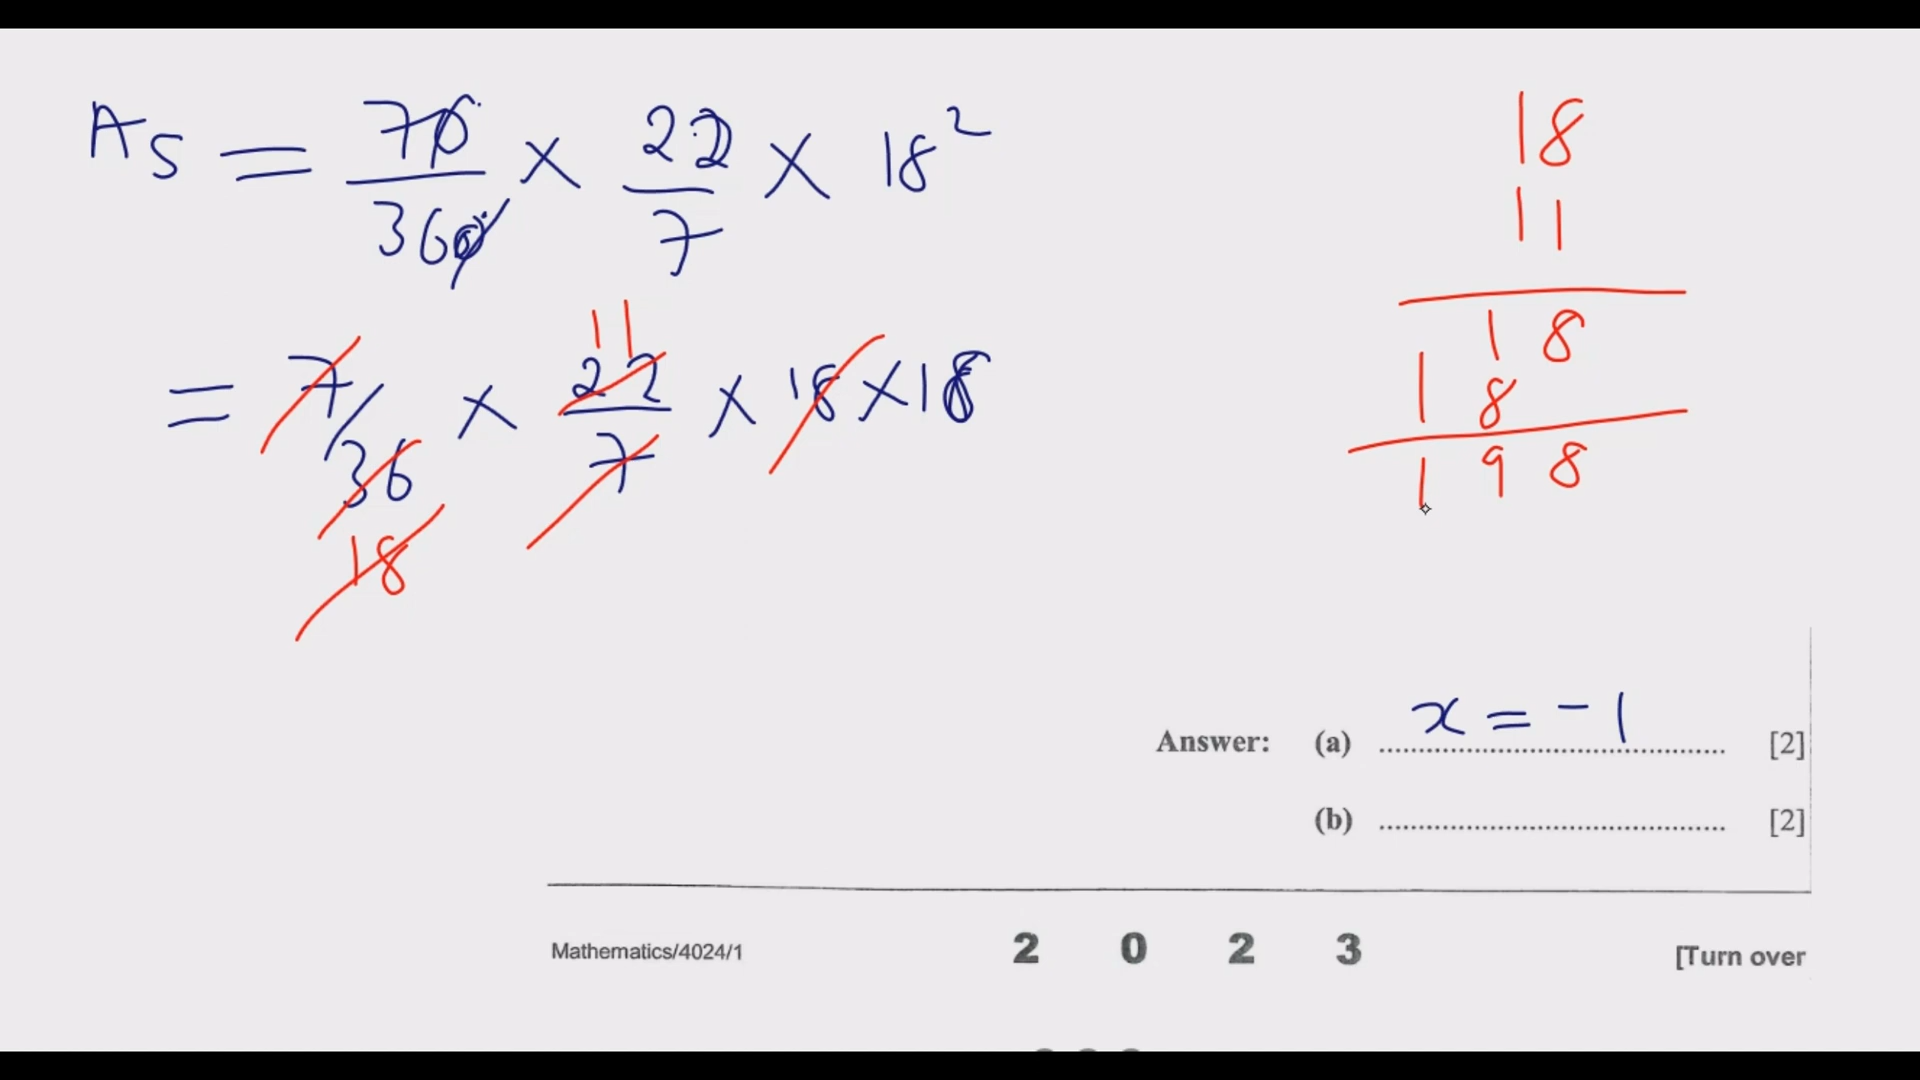 A_S = 70/360 × 22/7 × 18²
= 7/36 × 22/7 × 18 × 18
11
18
18
11
18
18
198
Answer: (a) x = -1 [2]
(b) [2]
Mathematics/4024/1 2 0 2 3 [Turn over